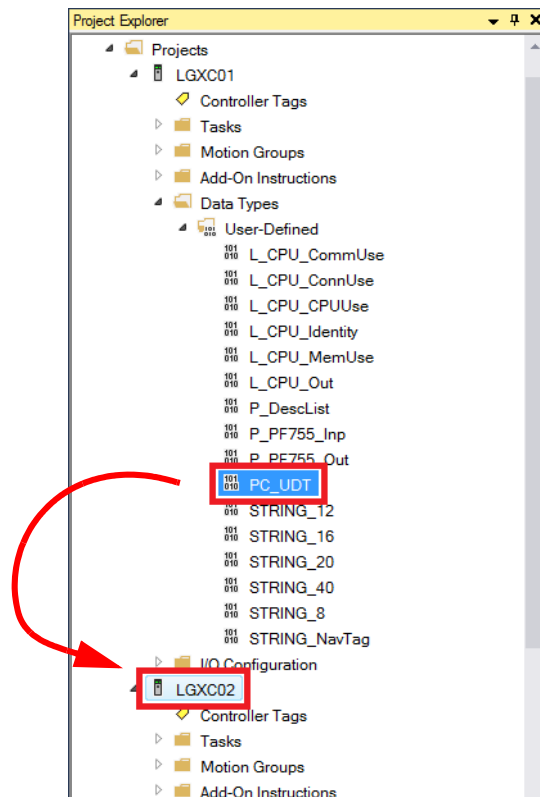 Project Explorer
Projects
LGXC01
Controller Tags
Tasks
Motion Groups
Add-On Instructions
Data Types
User-Defined
L_CPU_CommUse
L_CPU_ConnUse
L_CPU_CPUUse
L_CPU_Identity
L_CPU_MemUse
L_CPU_Out
P_DescList
P_PF755_Inp
P_PF755_Out
PC_UDT
STRING_12
STRING_16
STRING_20
STRING_40
STRING_8
STRING_NavTag
I/O Configuration
LGXC02
Controller Tags
Tasks
Motion Groups
Add-On Instructions